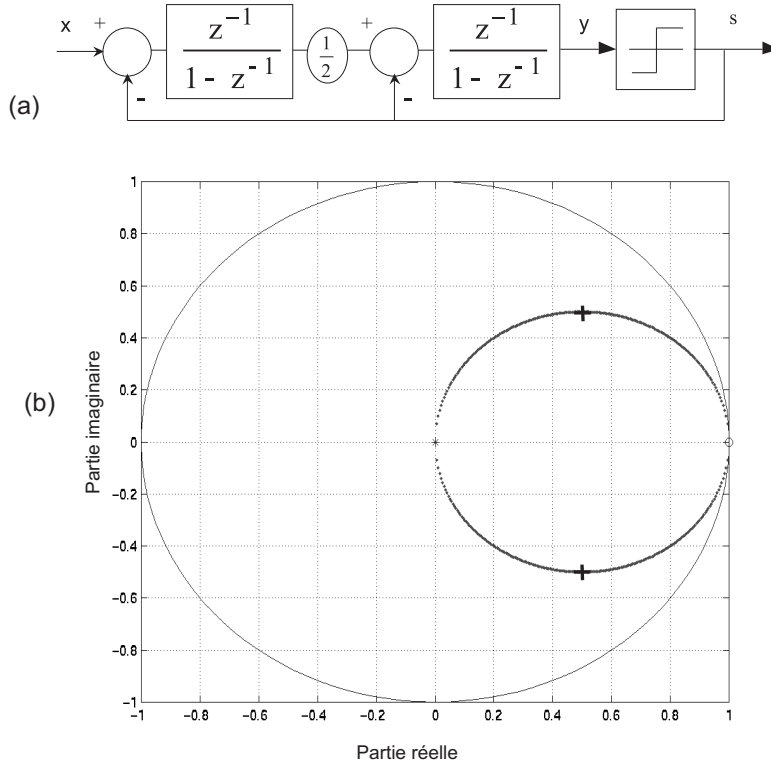 x + z⁻¹ 1 + z⁻¹ y s
1 - z⁻¹ 2 1 - z⁻¹
- -
(a)
(b)
Partie imaginaire
1
0.8
0.6
0.4
0.2
0
-0.2
-0.4
-0.6
-0.8
-1
-1 -0.8 -0.6 -0.4 -0.2 0 0.2 0.4 0.6 0.8 1
Partie réelle